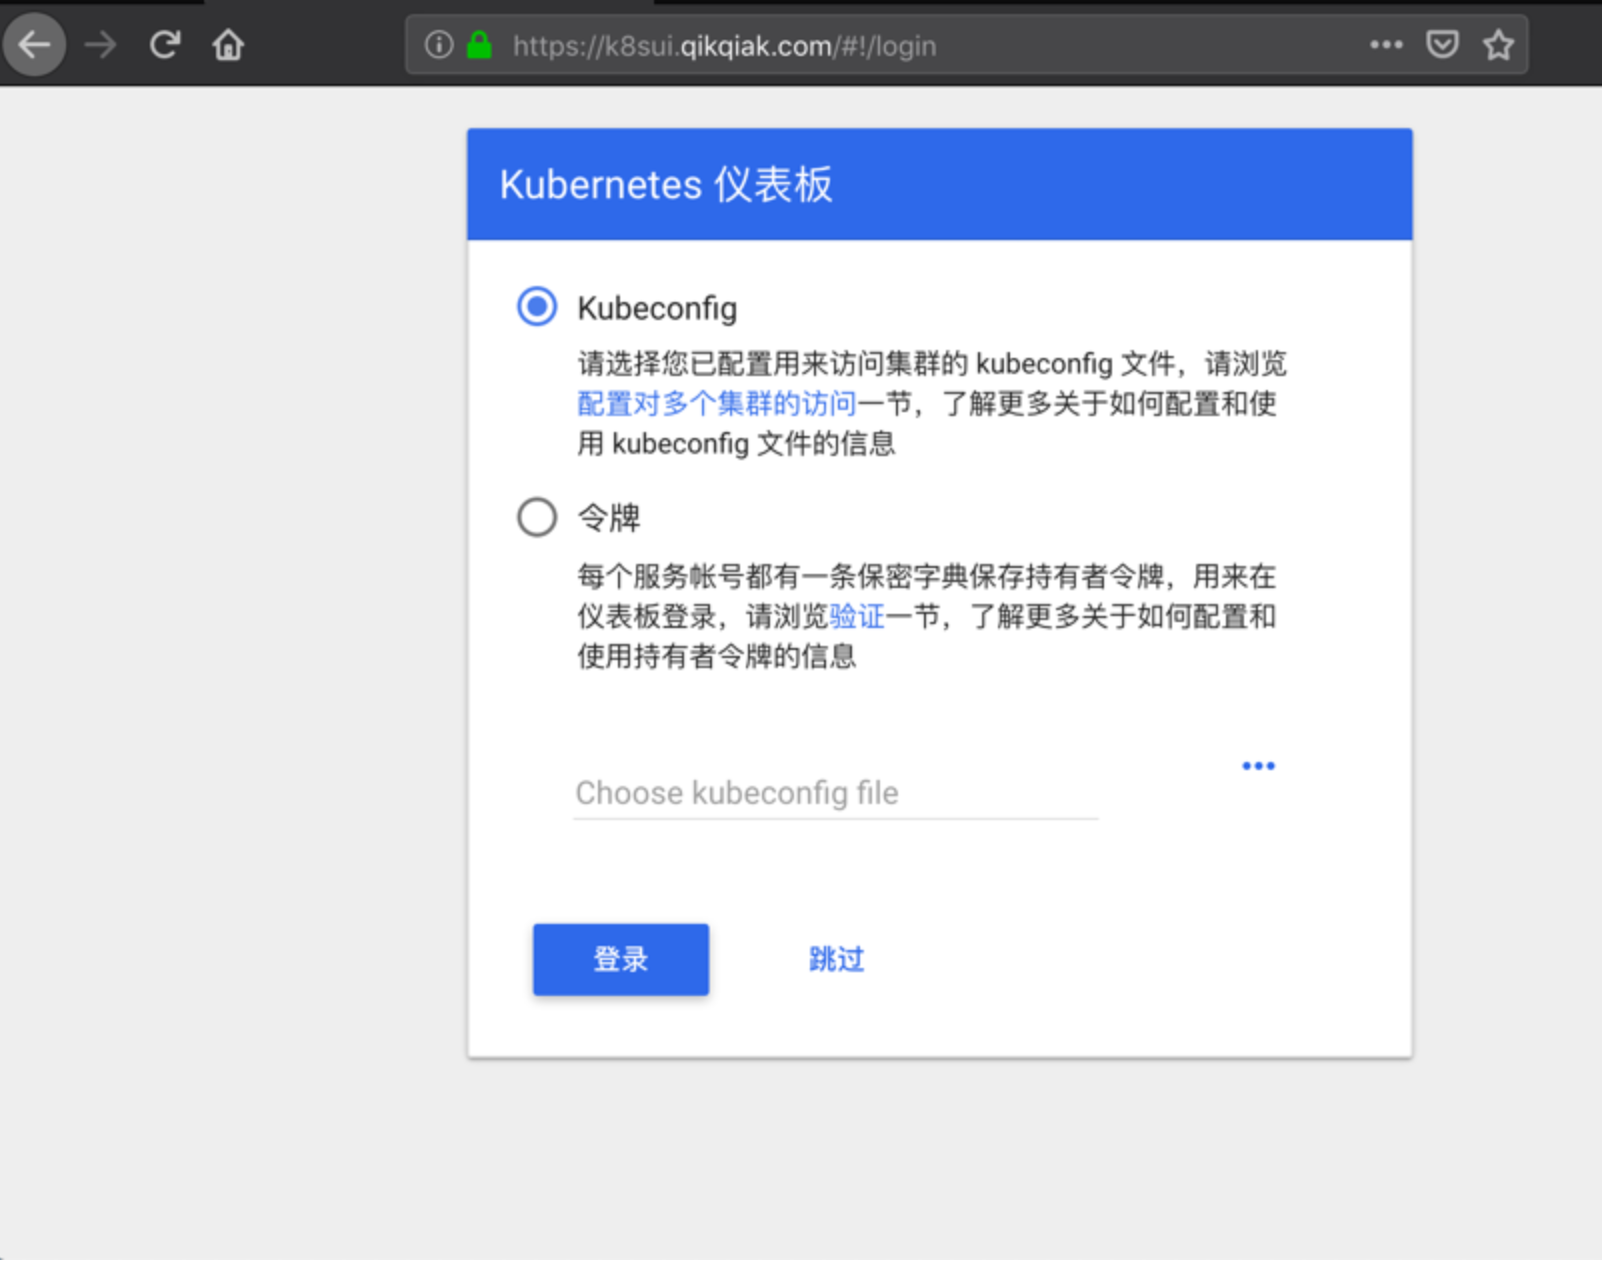 https://k8sui.qikqiak.com/#!/login
Kubernetes 仪表板
Kubeconfig
请选择您已配置用来访问集群的 kubeconfig 文件，请浏览
配置对多个集群的访问一节，了解更多关于如何配置和使
用 kubeconfig 文件的信息
令牌
每个服务帐号都有一条保密字典保存持有者令牌，用来在
仪表板登录，请浏览验证一节，了解更多关于如何配置和
使用持有者令牌的信息
Choose kubeconfig file
登录
跳过